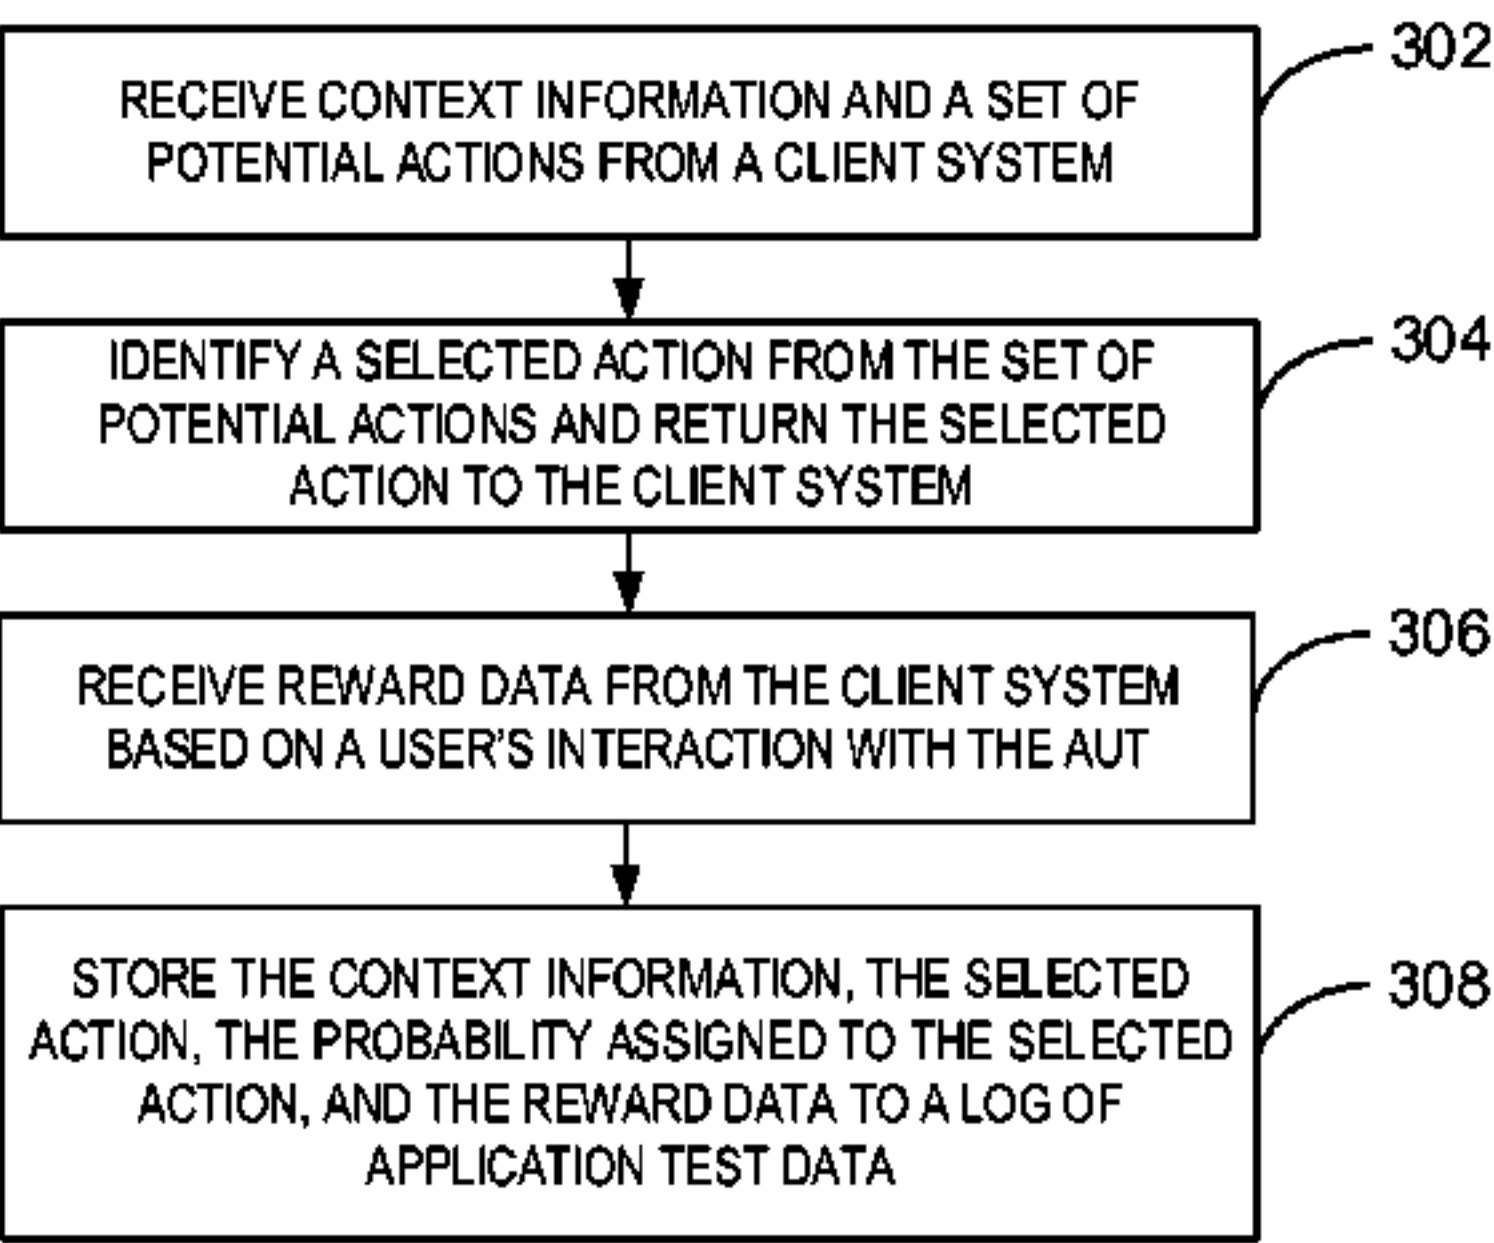 302
RECEIVE CONTEXT INFORMATION AND A SET OF
POTENTIAL ACTIONS FROM A CLIENT SYSTEM
304
IDENTIFY A SELECTED ACTION FROM THE SET OF
POTENTIAL ACTIONS AND RETURN THE SELECTED
ACTION TO THE CLIENT SYSTEM
306
RECEIVE REWARD DATA FROM THE CLIENT SYSTEM
BASED ON A USER'S INTERACTION WITH THE AUT
308
STORE THE CONTEXT INFORMATION, THE SELECTED
ACTION, THE PROBABILITY ASSIGNED TO THE SELECTED
ACTION, AND THE REWARD DATA TO A LOG OF
APPLICATION TEST DATA